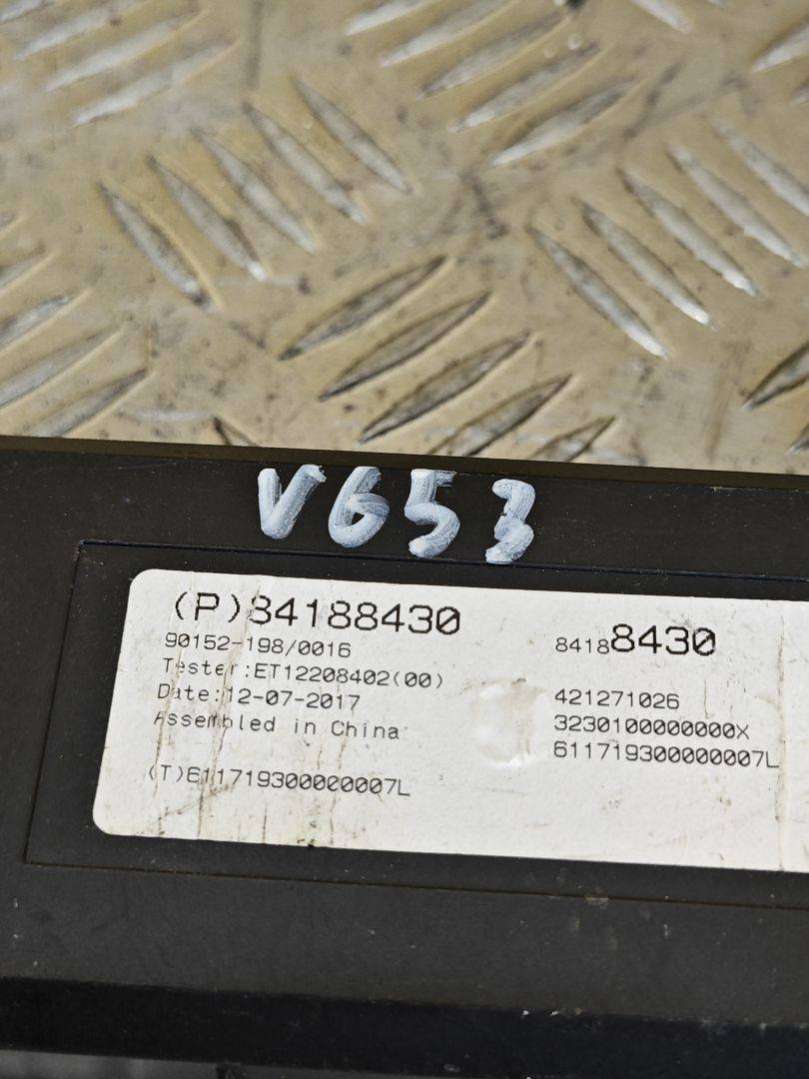 V653
(P)84188430
90152-198/0016
Tester:ET12208402(00)
Date:12-07-2017
Assembled in China
(T)611719300000007L
84188430
421271026
3230100000000X
611719300000007L